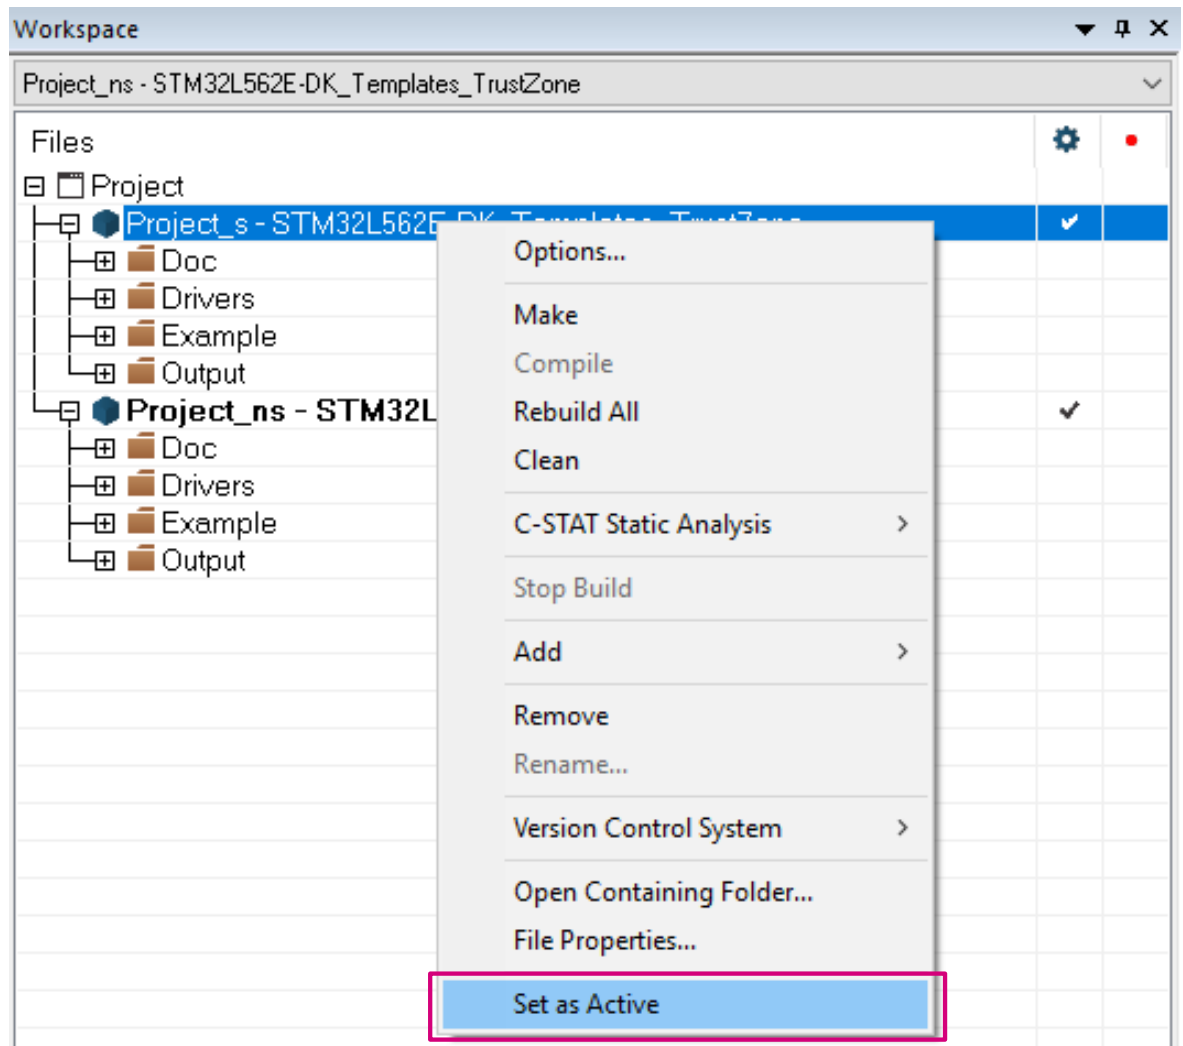 Workspace
Project_ns - STM32L562E-DK_Templates_TrustZone
Files
Project
Project_s - STM32L562E-DK_Templates_TrustZone
Doc
Drivers
Example
Output
Project_ns - STM32L
Doc
Drivers
Example
Output
Options...
Make
Compile
Rebuild All
Clean
C-STAT Static Analysis
Stop Build
Add
Remove
Rename...
Version Control System
Open Containing Folder...
File Properties...
Set as Active